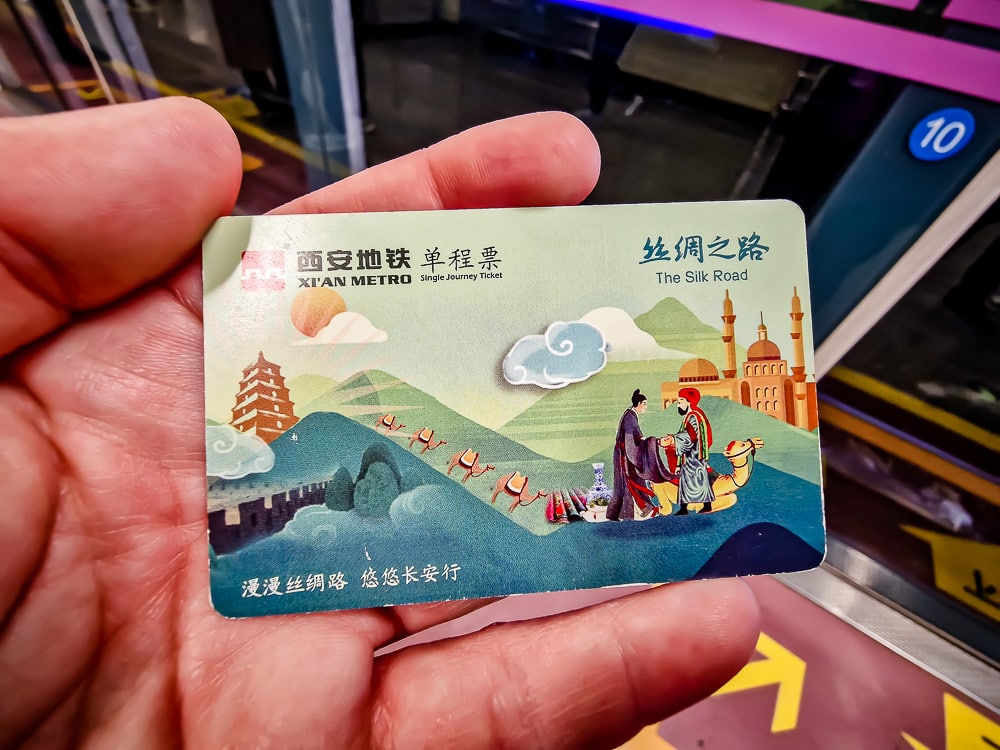 10
西安地铁 单程票
XI'AN METRO Single Journey Ticket
丝绸之路
The Silk Road
漫漫丝绸路 悠悠长安行